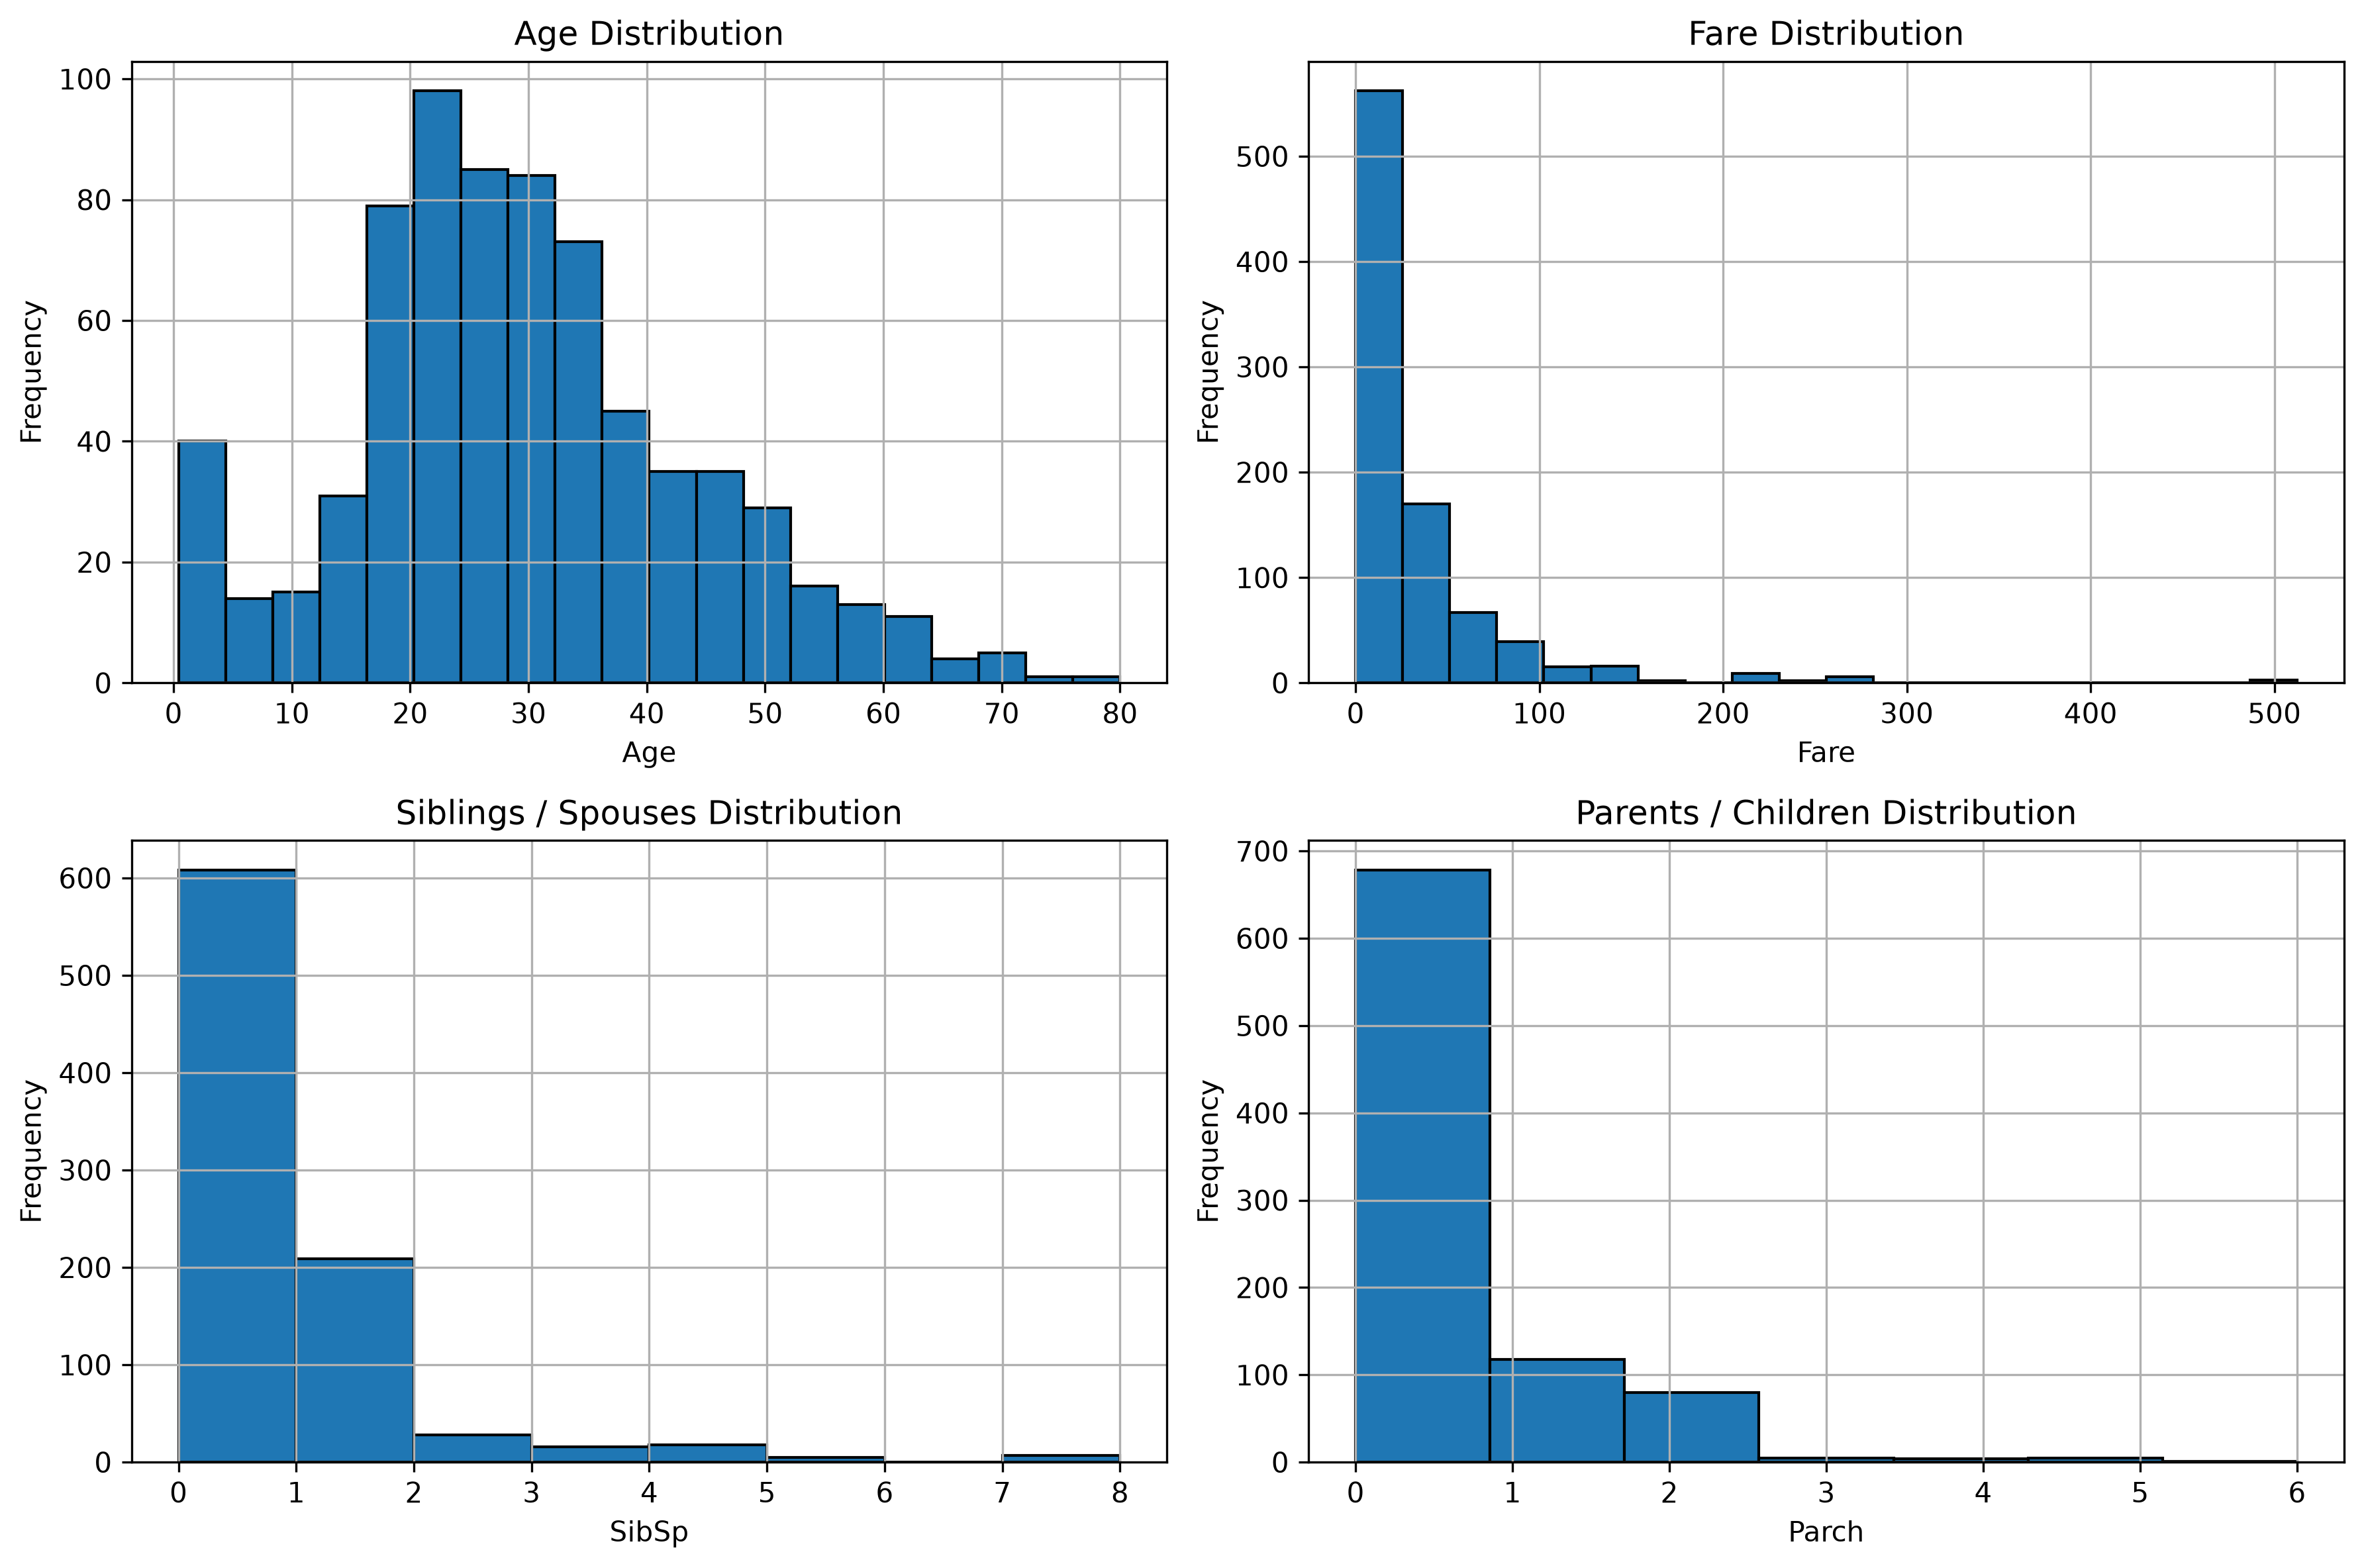 Age Distribution
100
80
60
40
20
0
Frequency
0 10 20 30 40 50 60 70 80
Age
Fare Distribution
500
400
300
200
100
0
Frequency
0 100 200 300 400 500
Fare
Siblings / Spouses Distribution
600
500
400
300
200
100
0
Frequency
0 1 2 3 4 5 6 7 8
SibSp
Parents / Children Distribution
700
600
500
400
300
200
100
0
Frequency
0 1 2 3 4 5 6
Parch